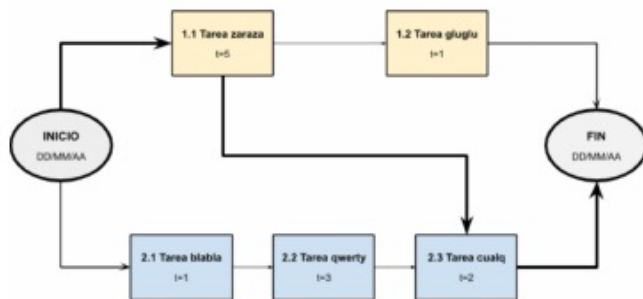 1.1 Tarea zaraza
t=5
1.2 Tarea gluglu
t=1
INICIO
DD/MM/AA
FIN
DD/MM/AA
2.1 Tarea blabla
t=1
2.2 Tarea qwerty
t=3
2.3 Tarea cualq
t=2